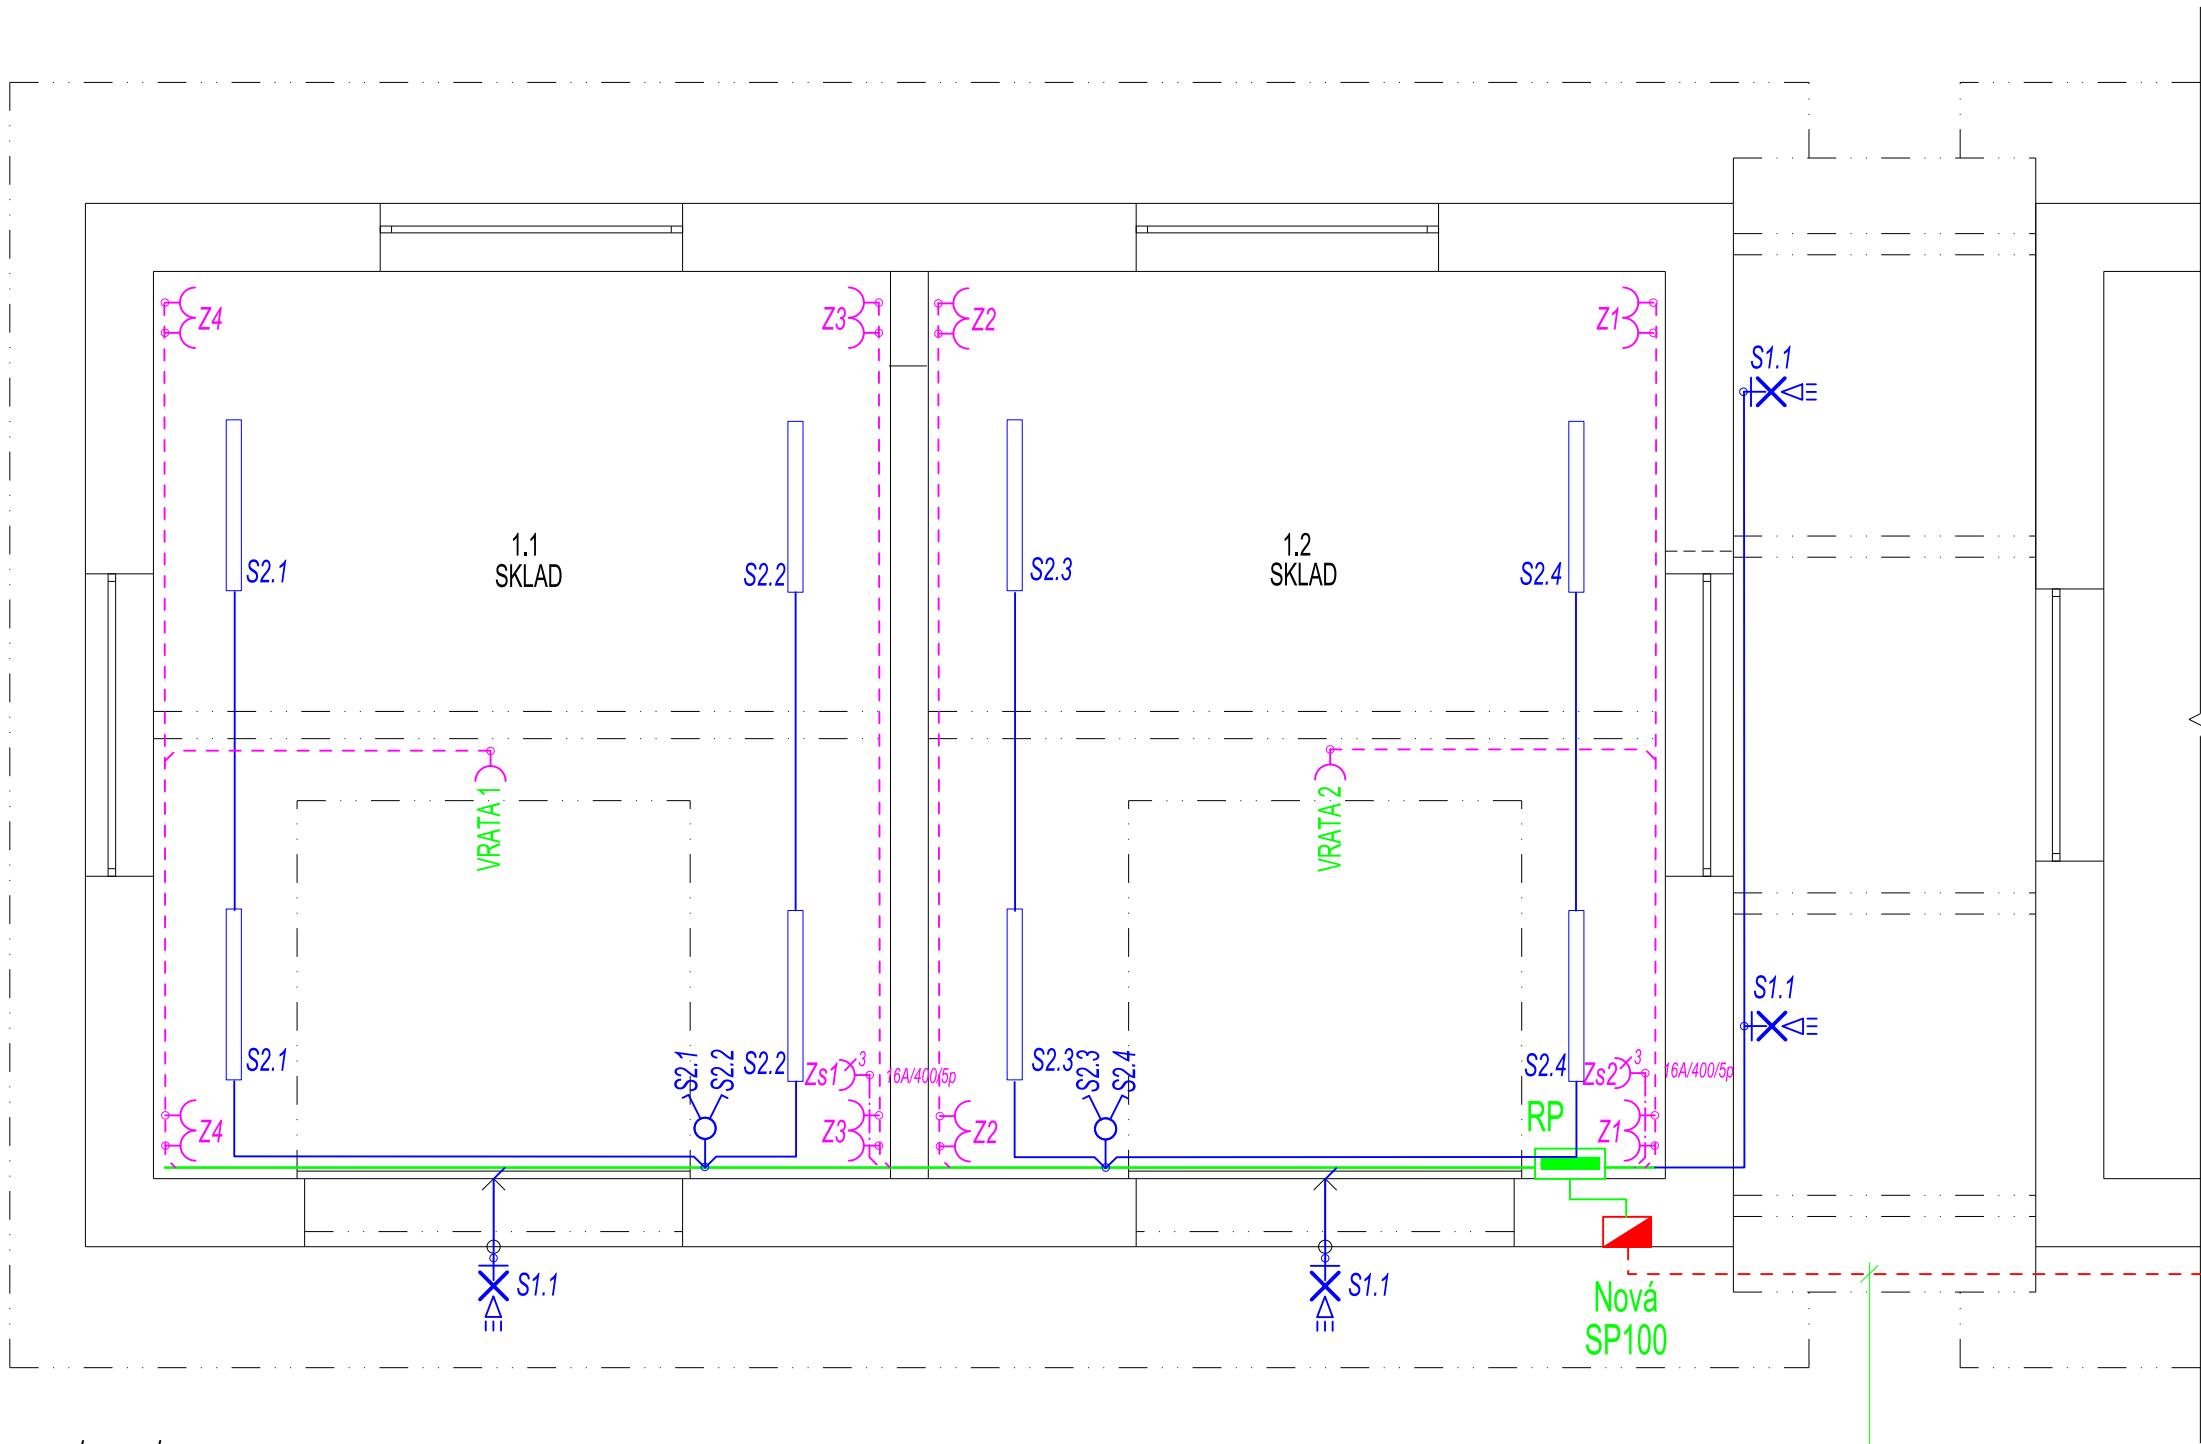 Z4
Z3
Z2
Z1
S1.1
1.1
SKLAD
1.2
SKLAD
S2.1
S2.2
S2.3
S2.4
VRATA 1
VRATA 2
S1.1
S2.1
S2.1
S2.2
S2.2
Zs1
3
16A/400/5p
S2.3
S2.3
S2.4
S2.4
Zs2
3
16A/400/5p
RP
Z4
Z3
Z2
Z1
S1.1
S1.1
Nová
SP100